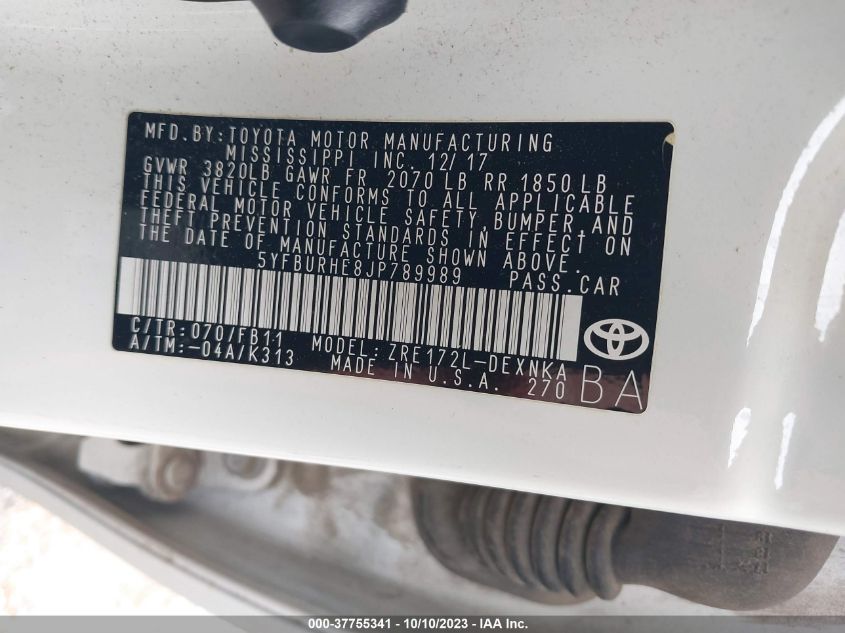 MFD.BY:TOYOTA MOTOR MANUFACTURING
MISSISSIPPI INC. 12/17
GVWR 3820LB GAWR FR 2070 LB RR 1850 LB
THIS VEHICLE CONFORMS TO ALL APPLICABLE
FEDERAL MOTOR VEHICLE SAFETY, BUMPER, AND
THEFT PREVENTION STANDARDS IN EFFECT ON
THE DATE OF MANUFACTURE SHOWN ABOVE.
5YFBURHE8JP789989 PASS.CAR
C/TR:070/FB11 MODEL: ZRE172L-DEXNKA
A/TM:-04A/K313 MADE IN U.S.A. 270 BA
000-37755341 - 10/10/2023 - IAA Inc.